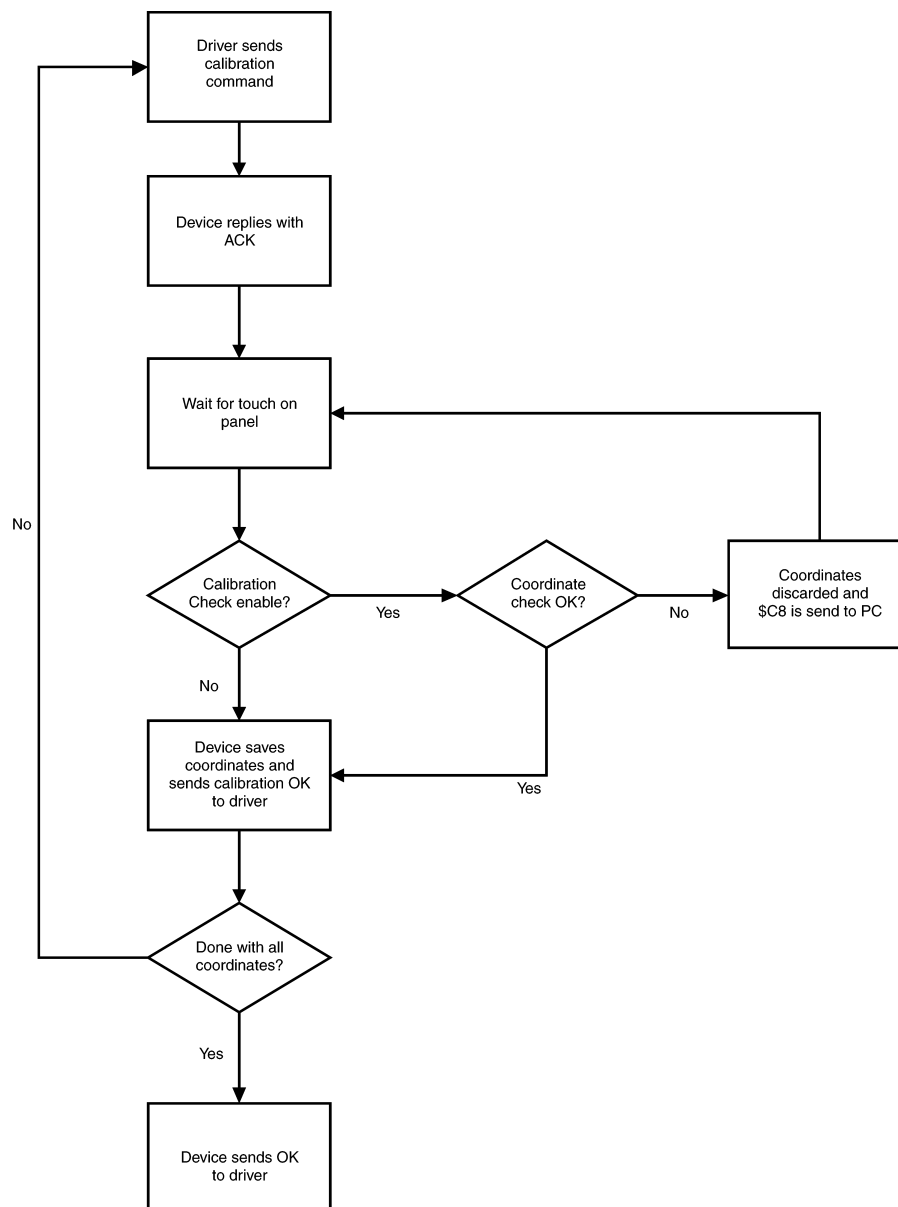 Driver sends
calibration
command
Device replies with
ACK
Wait for touch on
panel
No
Calibration
Check enable?
Yes
Coordinate
check OK?
No
Coordinates
discarded and
$C8 is send to PC
No
Device saves
coordinates and
sends calibration OK
to driver
Yes
Done with all
coordinates?
Yes
Device sends OK
to driver